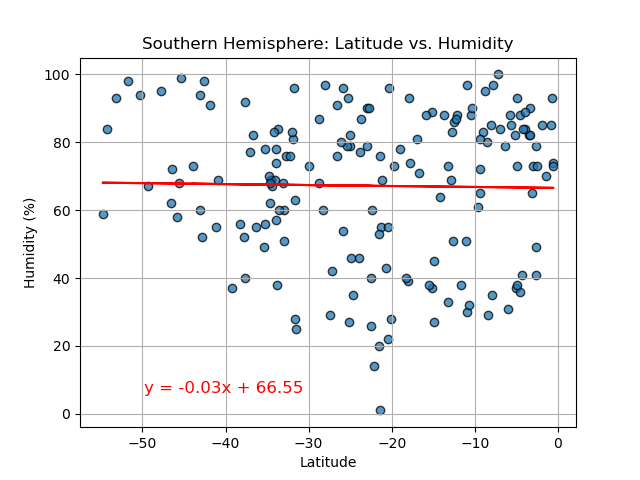 Southern Hemisphere: Latitude vs. Humidity
100
80
60
40
20
0
Humidity (%)
y = -0.03x + 66.55
−50 −40 −30 −20 −10 0
Latitude